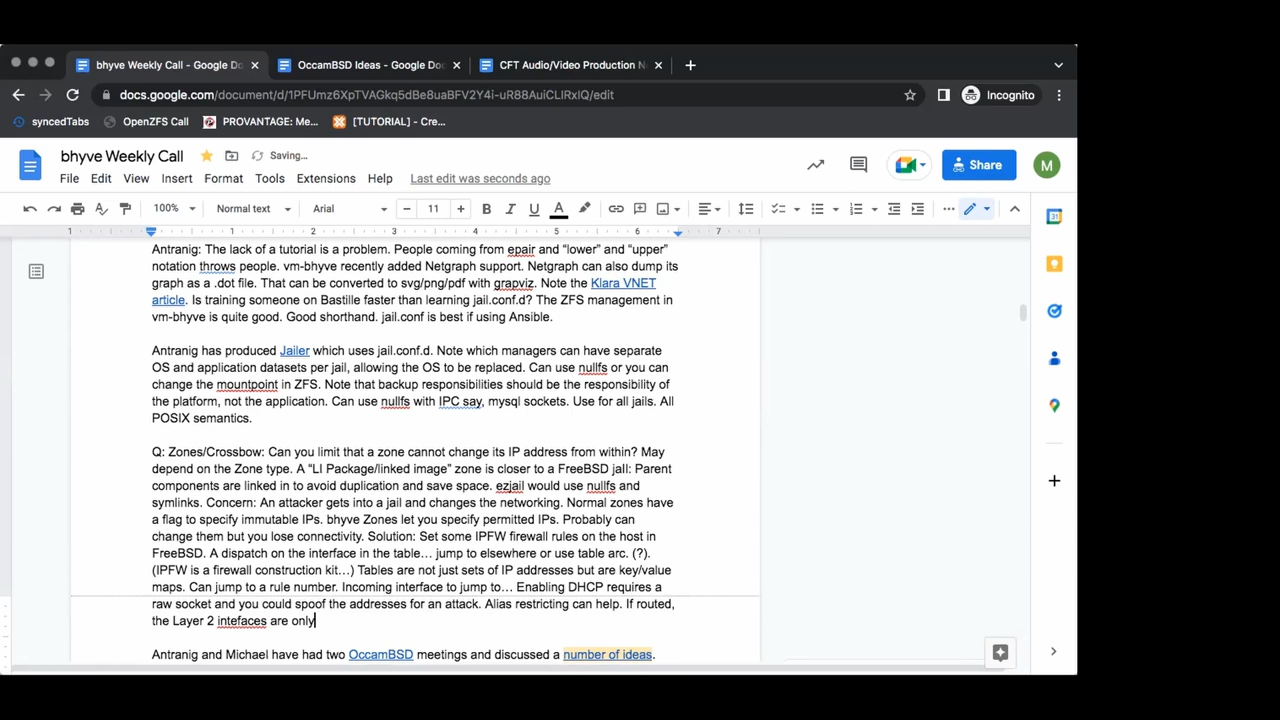 bhyve Weekly Call - Google Do
OccamBSD Ideas - Google Doc
CFT Audio/Video Production N
docs.google.com/document/d/1PFUmz6XpTVAGkq5dBe8uaBFV2Y4i-uR88AuiCLlRxlQ/edit
Incognito
syncedTabs
OpenZFS Call
PROVANTAGE: Me...
[TUTORIAL] - Cre...
bhyve Weekly Call
Saving...
Share
M
File Edit View Insert Format Tools Extensions Help Last edit was seconds ago
100% Normal text Arial 11 B I U A
1 1 2 3 4 5 6 7
31
Antranig: The lack of a tutorial is a problem. People coming from epair and “lower” and “upper”
notation throws people. vm-bhyve recently added Netgraph support. Netgraph can also dump its
graph as a .dot file. That can be converted to svg/png/pdf with grapviz. Note the Klara VNET
article. Is training someone on Bastille faster than learning jail.conf.d? The ZFS management in
vm-bhyve is quite good. Good shorthand. jail.conf is best if using Ansible.
Antranig has produced Jailer which uses jail.conf.d. Note which managers can have separate
OS and application datasets per jail, allowing the OS to be replaced. Can use nullfs or you can
change the mountpoint in ZFS. Note that backup responsibilities should be the responsibility of
the platform, not the application. Can use nullfs with IPC say, mysql sockets. Use for all jails. All
POSIX semantics.
Q: Zones/Crossbow: Can you limit that a zone cannot change its IP address from within? May
depend on the Zone type. A “LI Package/linked image” zone is closer to a FreeBSD jail: Parent
components are linked in to avoid duplication and save space. ezjail would use nullfs and
symlinks. Concern: An attacker gets into a jail and changes the networking. Normal zones have
a flag to specify immutable IPs. bhyve Zones let you specify permitted IPs. Probably can
change them but you lose connectivity. Solution: Set some IPFW firewall rules on the host in
FreeBSD. A dispatch on the interface in the table… jump to elsewhere or use table arc. (?).
(IPFW is a firewall construction kit…) Tables are not just sets of IP addresses but are key/value
maps. Can jump to a rule number. Incoming interface to jump to… Enabling DHCP requires a
raw socket and you could spoof the addresses for an attack. Alias restricting can help. If routed,
the Layer 2 intefaces are only
Antranig and Michael have had two OccamBSD meetings and discussed a number of ideas.